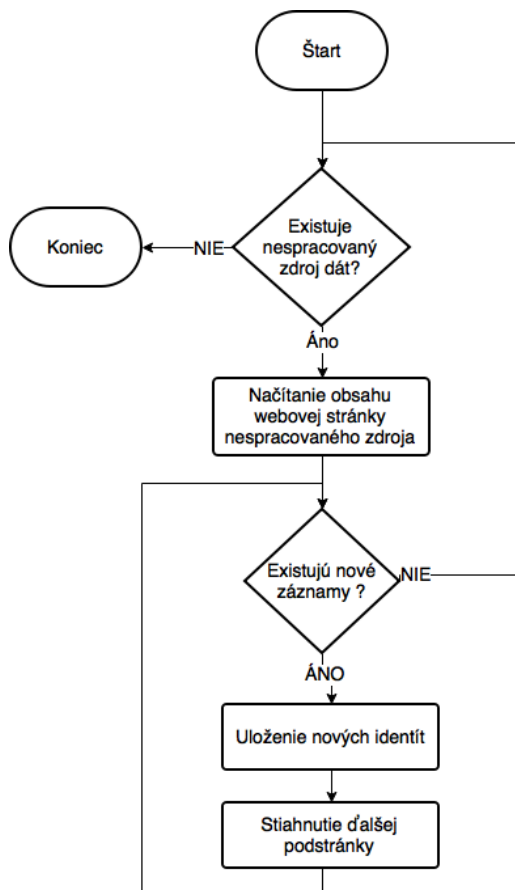 Štart
Existuje
nespracovaný
zdroj dát?
NIE
Koniec
Áno
Načítanie obsahu
webovej stránky
nespracovaného zdroja
Existujú nové
záznamy ?
NIE
ÁNO
Uloženie nových identít
Stiahnutie ďalšej
podstránky